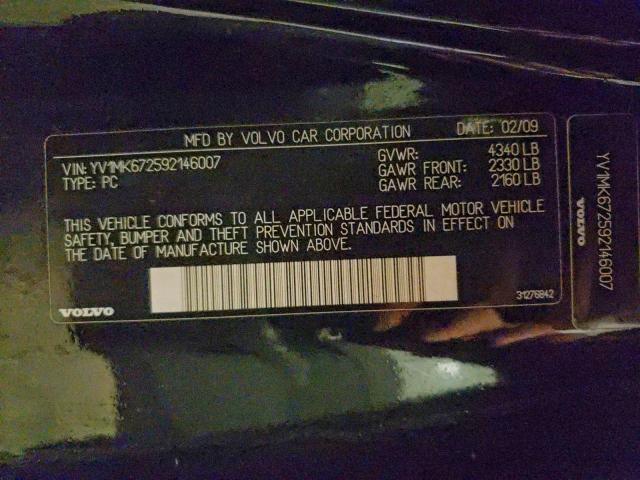 MFD BY VOLVO CAR CORPORATION DATE: 02/09
VIN: YV1MK672592146007
TYPE: PC
GVWR: 4340 LB
GAWR FRONT: 2330 LB
GAWR REAR: 2160 LB
THIS VEHICLE CONFORMS TO ALL APPLICABLE FEDERAL MOTOR VEHICLE
SAFETY, BUMPER AND THEFT PREVENTION STANDARDS IN EFFECT ON
THE DATE OF MANUFACTURE SHOWN ABOVE.
VOLVO
31276842
YV1MK672592146007
VOLVO